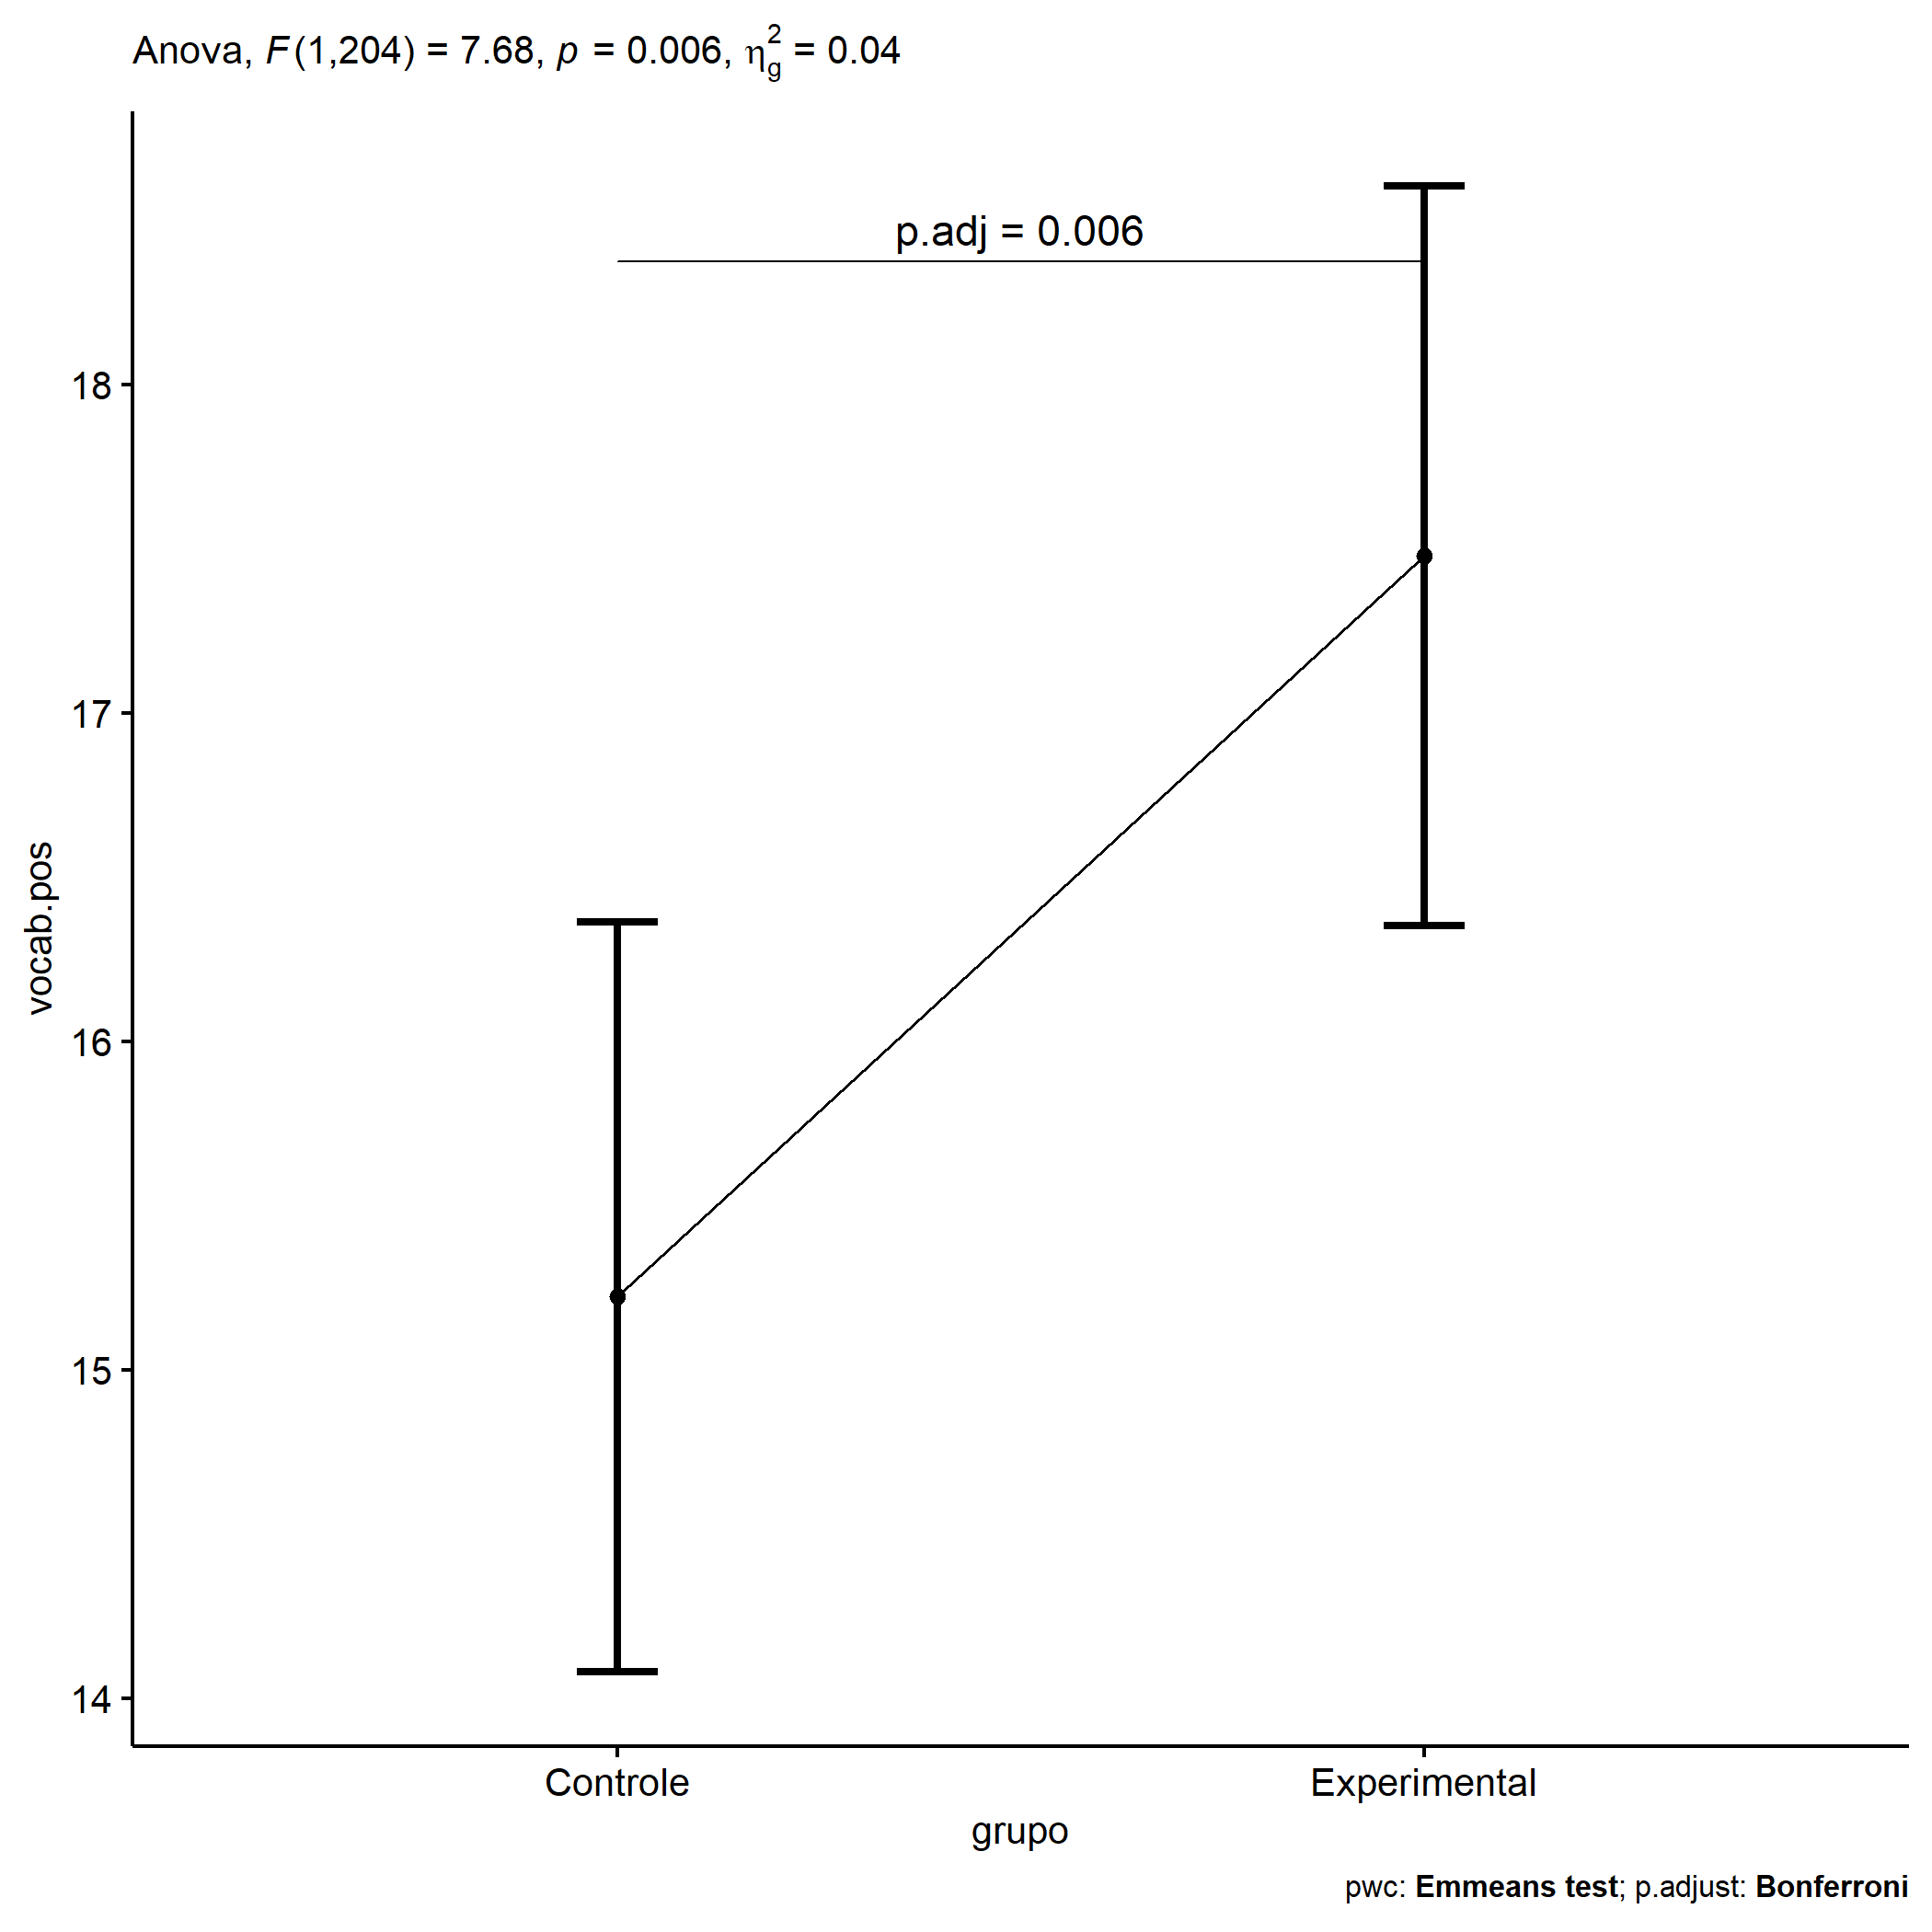 Anova, F(1,204) = 7.68, p = 0.006, η²g = 0.04
p.adj = 0.006
18
17
16
15
14
vocab.pos
Controle Experimental
grupo
pwc: Emmeans test; p.adjust: Bonferroni